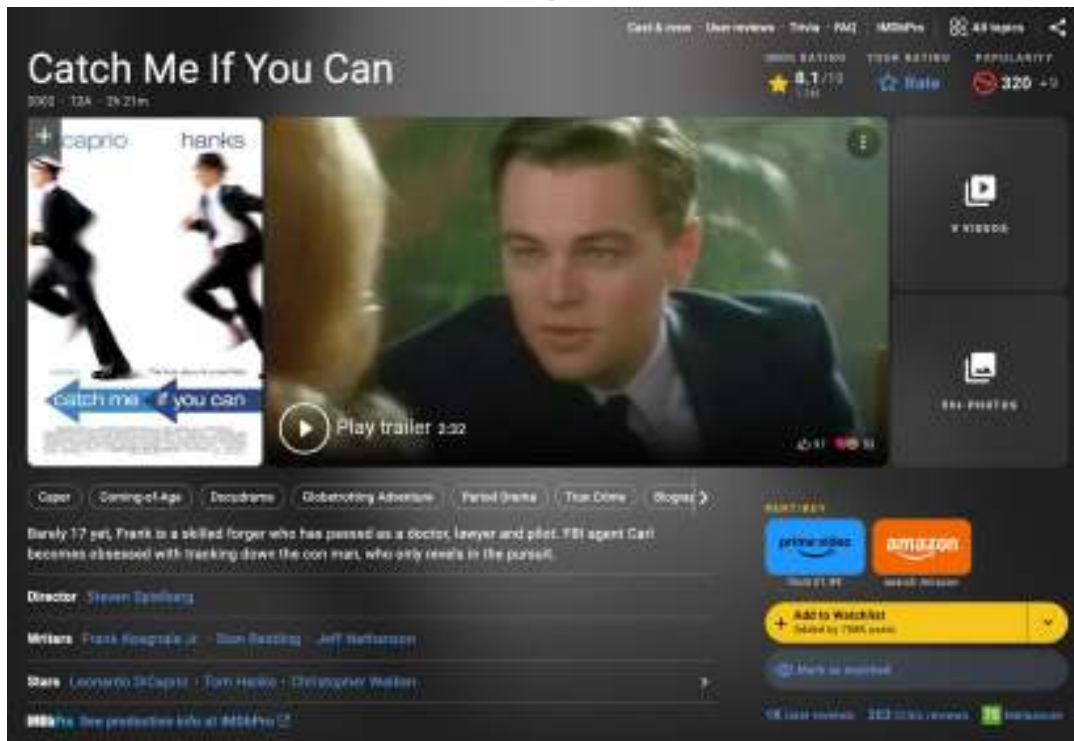 Cast & crew · User reviews · Trivia · FAQ · IMDbPro
All topics
Catch Me If You Can
2002 · 12A · 2h 21m
IMDb RATING
8.1/10
YOUR RATING
Rate
POPULARITY
320
caprio hanks
catch me if you can
Play trailer 2:32
9 VIDEOS
99+ PHOTOS
Caper
Coming-of-Age
Docudrama
Globetrotting Adventure
Period Drama
True Crime
Barely 17 yet, Frank is a skilled forger who has passed as a doctor, lawyer and pilot. FBI agent Carl
becomes obsessed with tracking down the con man, who only revels in the pursuit.
Director Steven Spielberg
Writers Frank Abagnale Jr · Stan Redding · Jeff Nathanson
Stars Leonardo DiCaprio · Tom Hanks · Christopher Walken
IMDbPro See production info at IMDbPro
RENT/BUY
prime video
amazon
search Amazon
Add to Watchlist
Mark as watched
User reviews
Critic reviews
Metascore